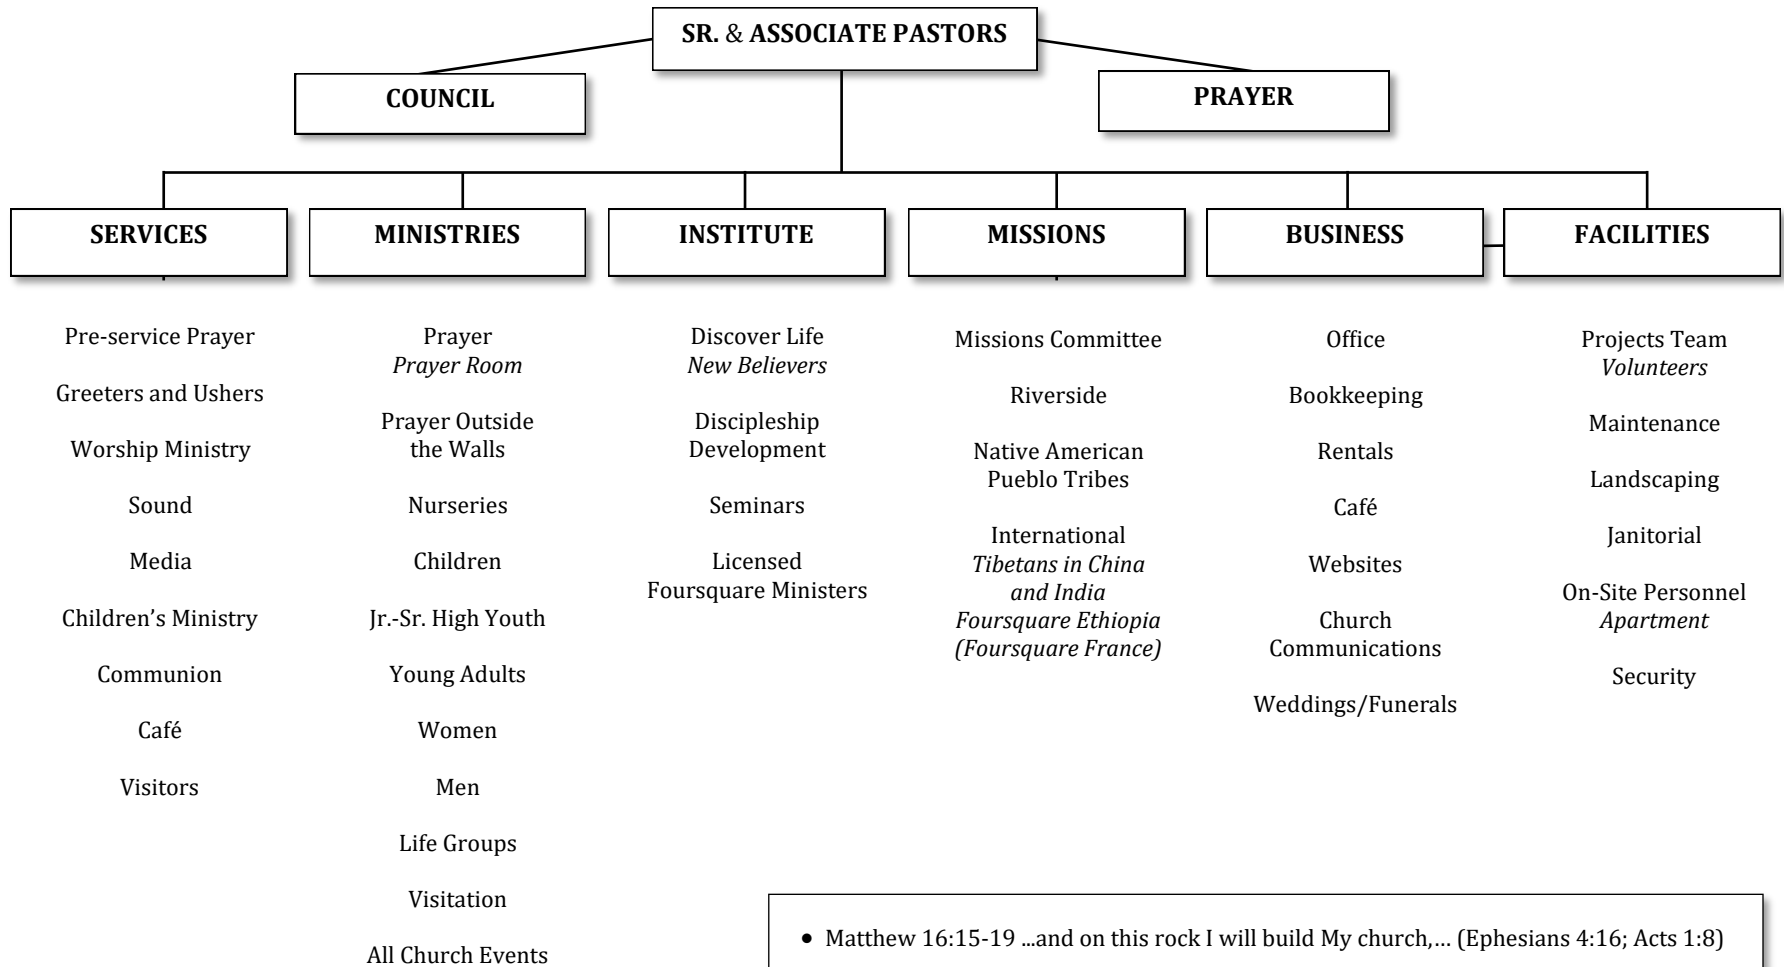 SR. & ASSOCIATE PASTORS
COUNCIL
PRAYER
SERVICES
MINISTRIES
INSTITUTE
MISSIONS
BUSINESS
FACILITIES
Pre-service Prayer
Greeters and Ushers
Worship Ministry
Sound
Media
Children’s Ministry
Communion
Café
Visitors
Prayer
Prayer Room
Prayer Outside
the Walls
Nurseries
Children
Jr.-Sr. High Youth
Young Adults
Women
Men
Life Groups
Visitation
All Church Events
Discover Life
New Believers
Discipleship
Development
Seminars
Licensed
Foursquare Ministers
Missions Committee
Riverside
Native American
Pueblo Tribes
International
Tibetans in China
and India
Foursquare Ethiopia
(Foursquare France)
Office
Bookkeeping
Rentals
Café
Websites
Church
Communications
Weddings/Funerals
Projects Team
Volunteers
Maintenance
Landscaping
Janitorial
On-Site Personnel
Apartment
Security
• Matthew 16:15-19 ...and on this rock I will build My church,… (Ephesians 4:16; Acts 1:8)